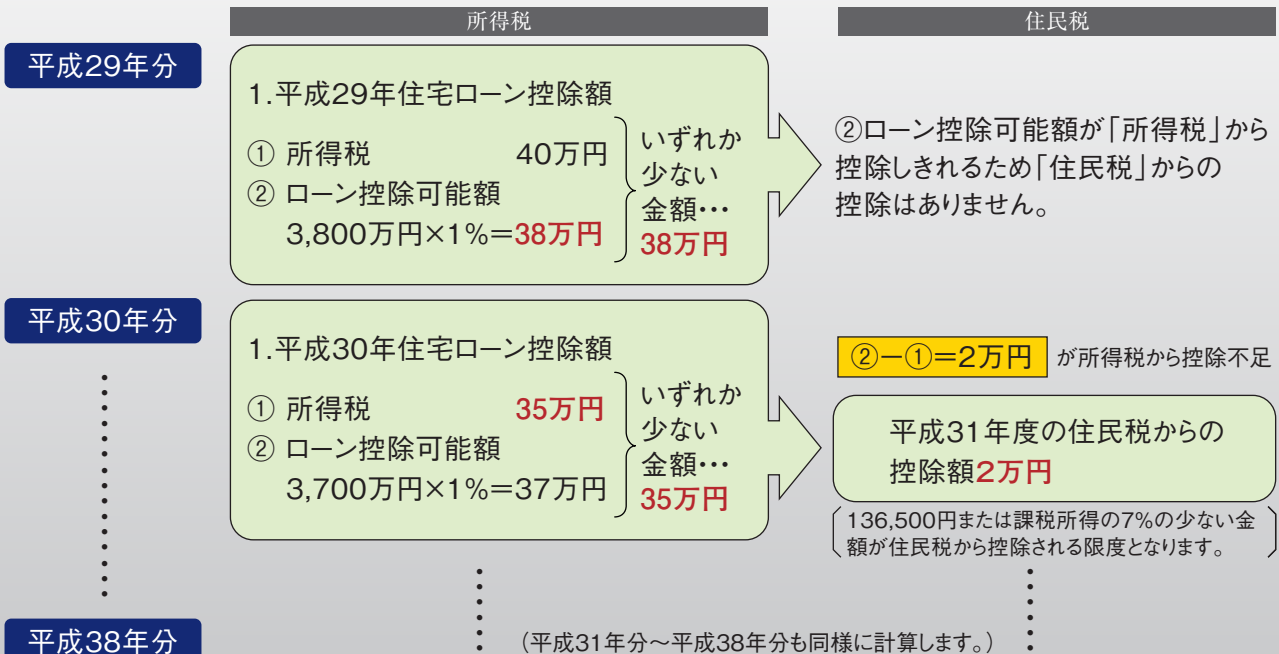 所得税
住民税
平成29年分
1.平成29年住宅ローン控除額
① 所得税 40万円
② ローン控除可能額
3,800万円×1%＝38万円
いずれか
少ない
金額…
38万円
②ローン控除可能額が「所得税」から
控除しきれるため「住民税」からの
控除はありません。
平成30年分
1.平成30年住宅ローン控除額
① 所得税 35万円
② ローン控除可能額
3,700万円×1%＝37万円
いずれか
少ない
金額…
35万円
②－①＝2万円 が所得税から控除不足
平成31年度の住民税からの
控除額2万円
136,500円または課税所得の7%の少ない金
額が住民税から控除される限度となります。
平成38年分
（平成31年分～平成38年分も同様に計算します。）